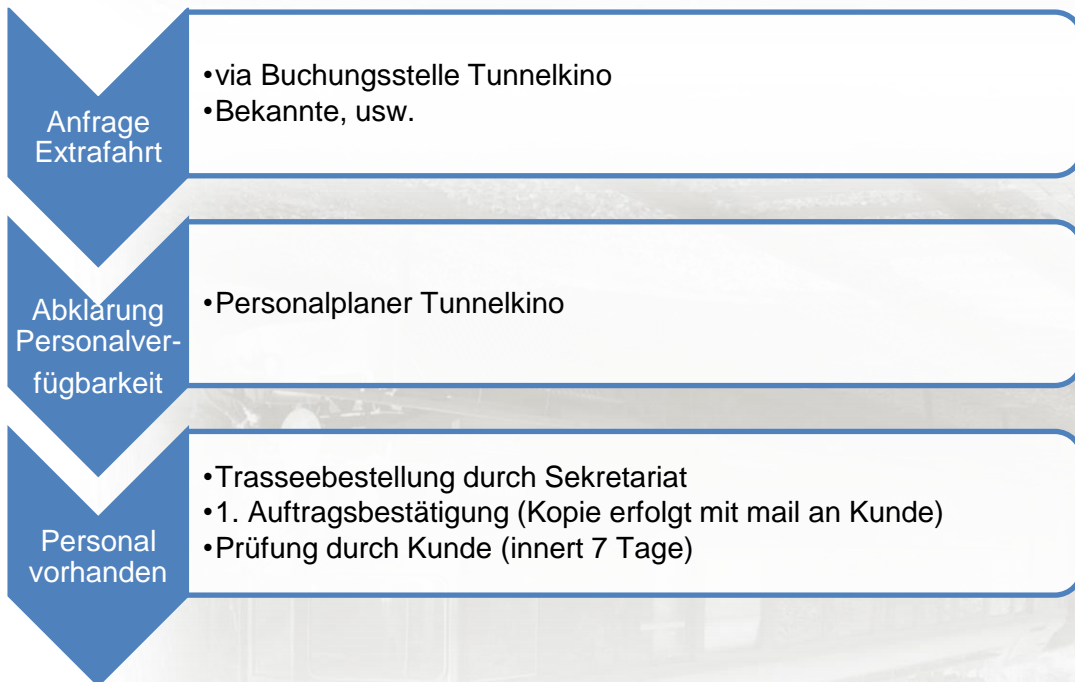 Anfrage
Extrafahrt
•via Buchungsstelle Tunnelkino
•Bekannte, usw.
Abklärung
Personalver-
fügbarkeit
•Personalplaner Tunnelkino
Personal
vorhanden
•Trasseebestellung durch Sekretariat
•1. Auftragsbestätigung (Kopie erfolgt mit mail an Kunde)
•Prüfung durch Kunde (innert 7 Tage)